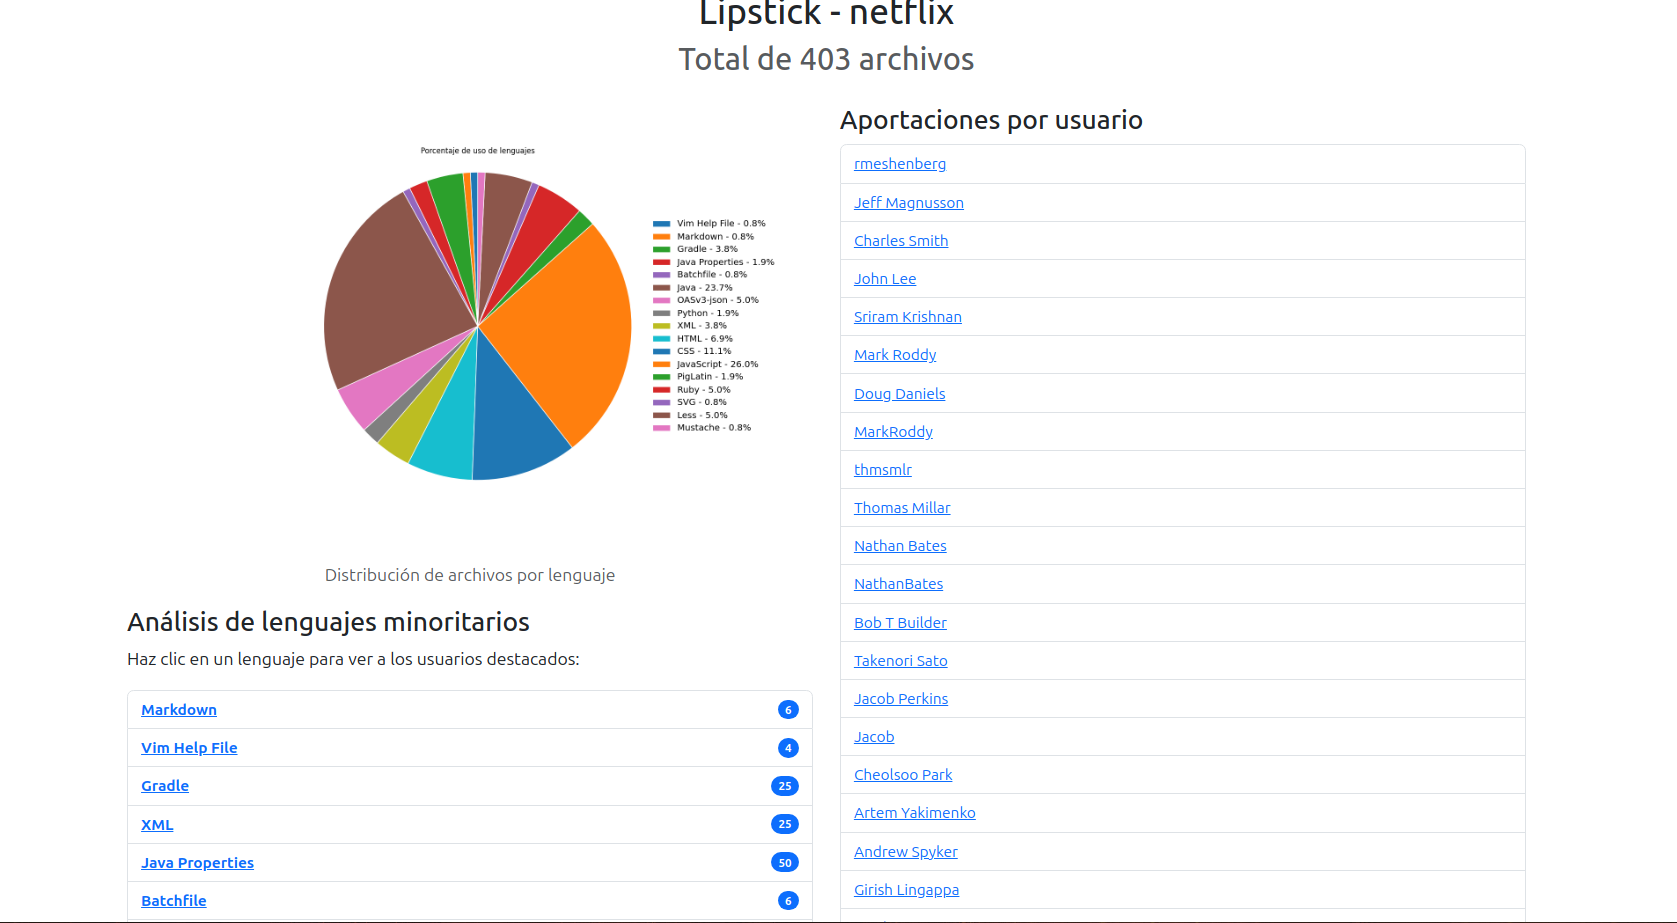 Lipstick - netflix
Total de 403 archivos
Porcentaje de uso de lenguajes
Vim Help File - 0.8%
Markdown - 0.8%
Gradle - 3.8%
Java Properties - 1.9%
Batchfile - 0.8%
Java - 23.7%
OASv3-json - 5.0%
Python - 1.9%
XML - 3.8%
HTML - 6.9%
CSS - 11.1%
JavaScript - 26.0%
PigLatin - 1.9%
Ruby - 5.0%
SVG - 0.8%
Less - 5.0%
Mustache - 0.8%
Distribución de archivos por lenguaje
Análisis de lenguajes minoritarios
Haz clic en un lenguaje para ver a los usuarios destacados:
Markdown 6
Vim Help File 4
Gradle 25
XML 25
Java Properties 50
Batchfile 6
Aportaciones por usuario
rmeshenberg
Jeff Magnusson
Charles Smith
John Lee
Sriram Krishnan
Mark Roddy
Doug Daniels
MarkRoddy
thmsmlr
Thomas Millar
Nathan Bates
NathanBates
Bob T Builder
Takenori Sato
Jacob Perkins
Jacob
Cheolsoo Park
Artem Yakimenko
Andrew Spyker
Girish Lingappa